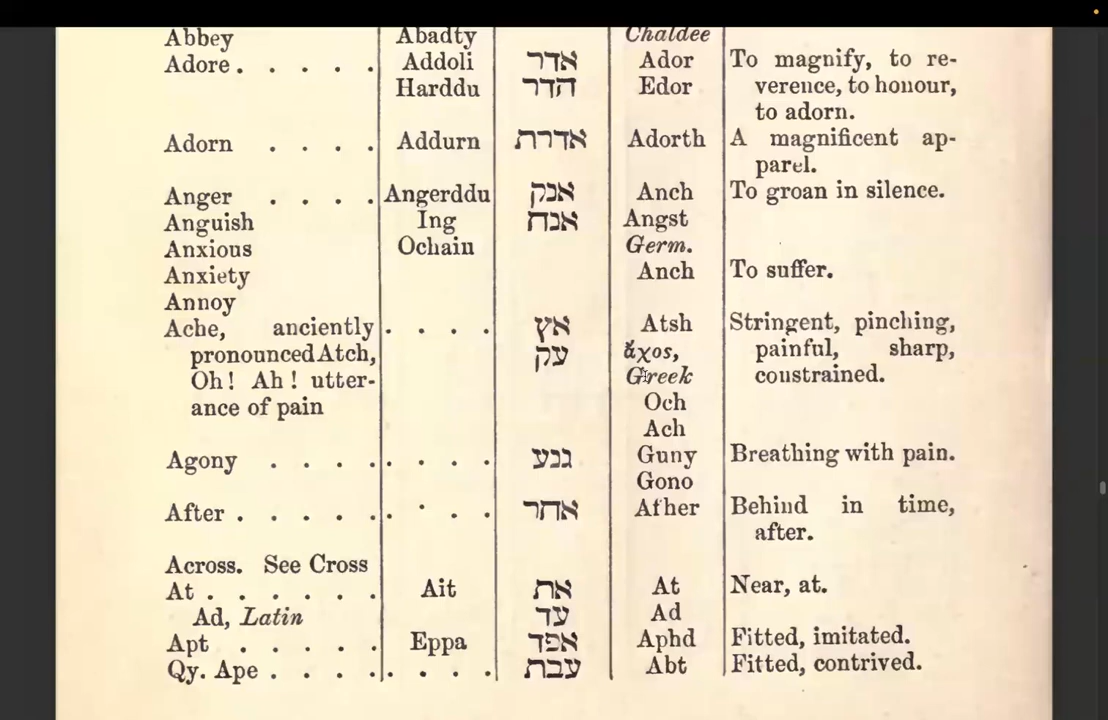 Abbey Abadty Chaldee
Adore . . . . . Addoli אדר Ador To magnify, to re-
Harddu הדר Edor verence, to honour,
to adorn.
Adorn . . . . Addurn אדרת Adorth A magnificent ap-
parel.
Anger . . . . Angerddu אנק Anch To groan in silence.
Anguish Ing אנח Angst
Anxious Ochain Germ.
Anxiety Anch To suffer.
Annoy
Ache, anciently . . . . אץ Atsh Stringent, pinching,
pronounced Atch, עק ἄχος, painful, sharp,
Oh! Ah! utter- Greek constrained.
ance of pain Och
Ach
Agony . . . . . . . . גנע Guny Breathing with pain.
Gono
After . . . . . . . . . אחר Ather Behind in time,
after.
Across. See Cross
At . . . . . . Ait את At Near, at.
Ad, Latin עד Ad
Apt . . . . . Eppa אפד Aphd Fitted, imitated.
Qy. Ape . . . . . . . . עבת Abt Fitted, contrived.